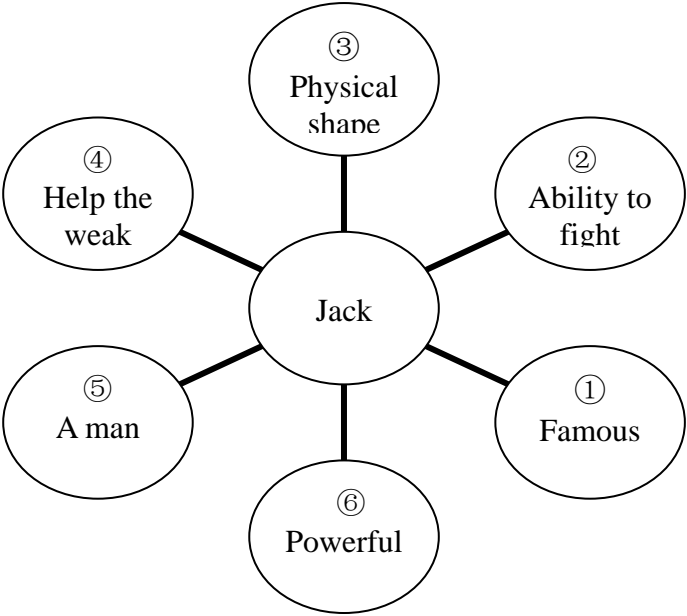 ③
Physical
shape
④
Help the
weak
②
Ability to
fight
Jack
⑤
A man
①
Famous
⑥
Powerful